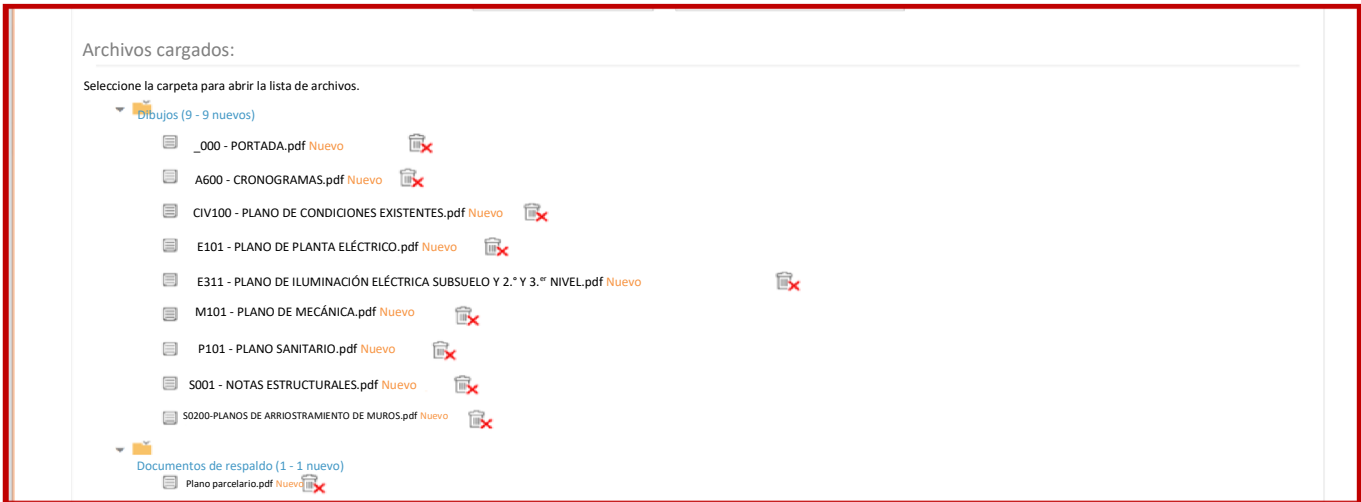 Archivos cargados:
Seleccione la carpeta para abrir la lista de archivos.
Dibujos (9 - 9 nuevos)
_000 - PORTADA.pdf Nuevo
A600 - CRONOGRAMAS.pdf Nuevo
CIV100 - PLANO DE CONDICIONES EXISTENTES.pdf Nuevo
E101 - PLANO DE PLANTA ELÉCTRICO.pdf Nuevo
E311 - PLANO DE ILUMINACIÓN ELÉCTRICA SUBSUELO Y 2.° Y 3.ᵉʳ NIVEL.pdf Nuevo
M101 - PLANO DE MECÁNICA.pdf Nuevo
P101 - PLANO SANITARIO.pdf Nuevo
S001 - NOTAS ESTRUCTURALES.pdf Nuevo
S0200-PLANOS DE ARRIOSTRAMIENTO DE MUROS.pdf Nuevo
Documentos de respaldo (1 - 1 nuevo)
Plano parcelario.pdf Nuevo